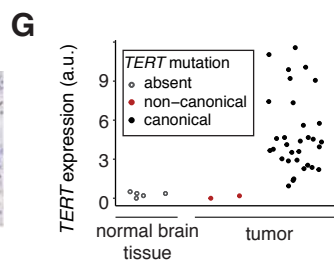 G
TERT expression (a.u.)
9
6
3
0
TERT mutation
absent
non-canonical
canonical
normal brain
tissue
tumor